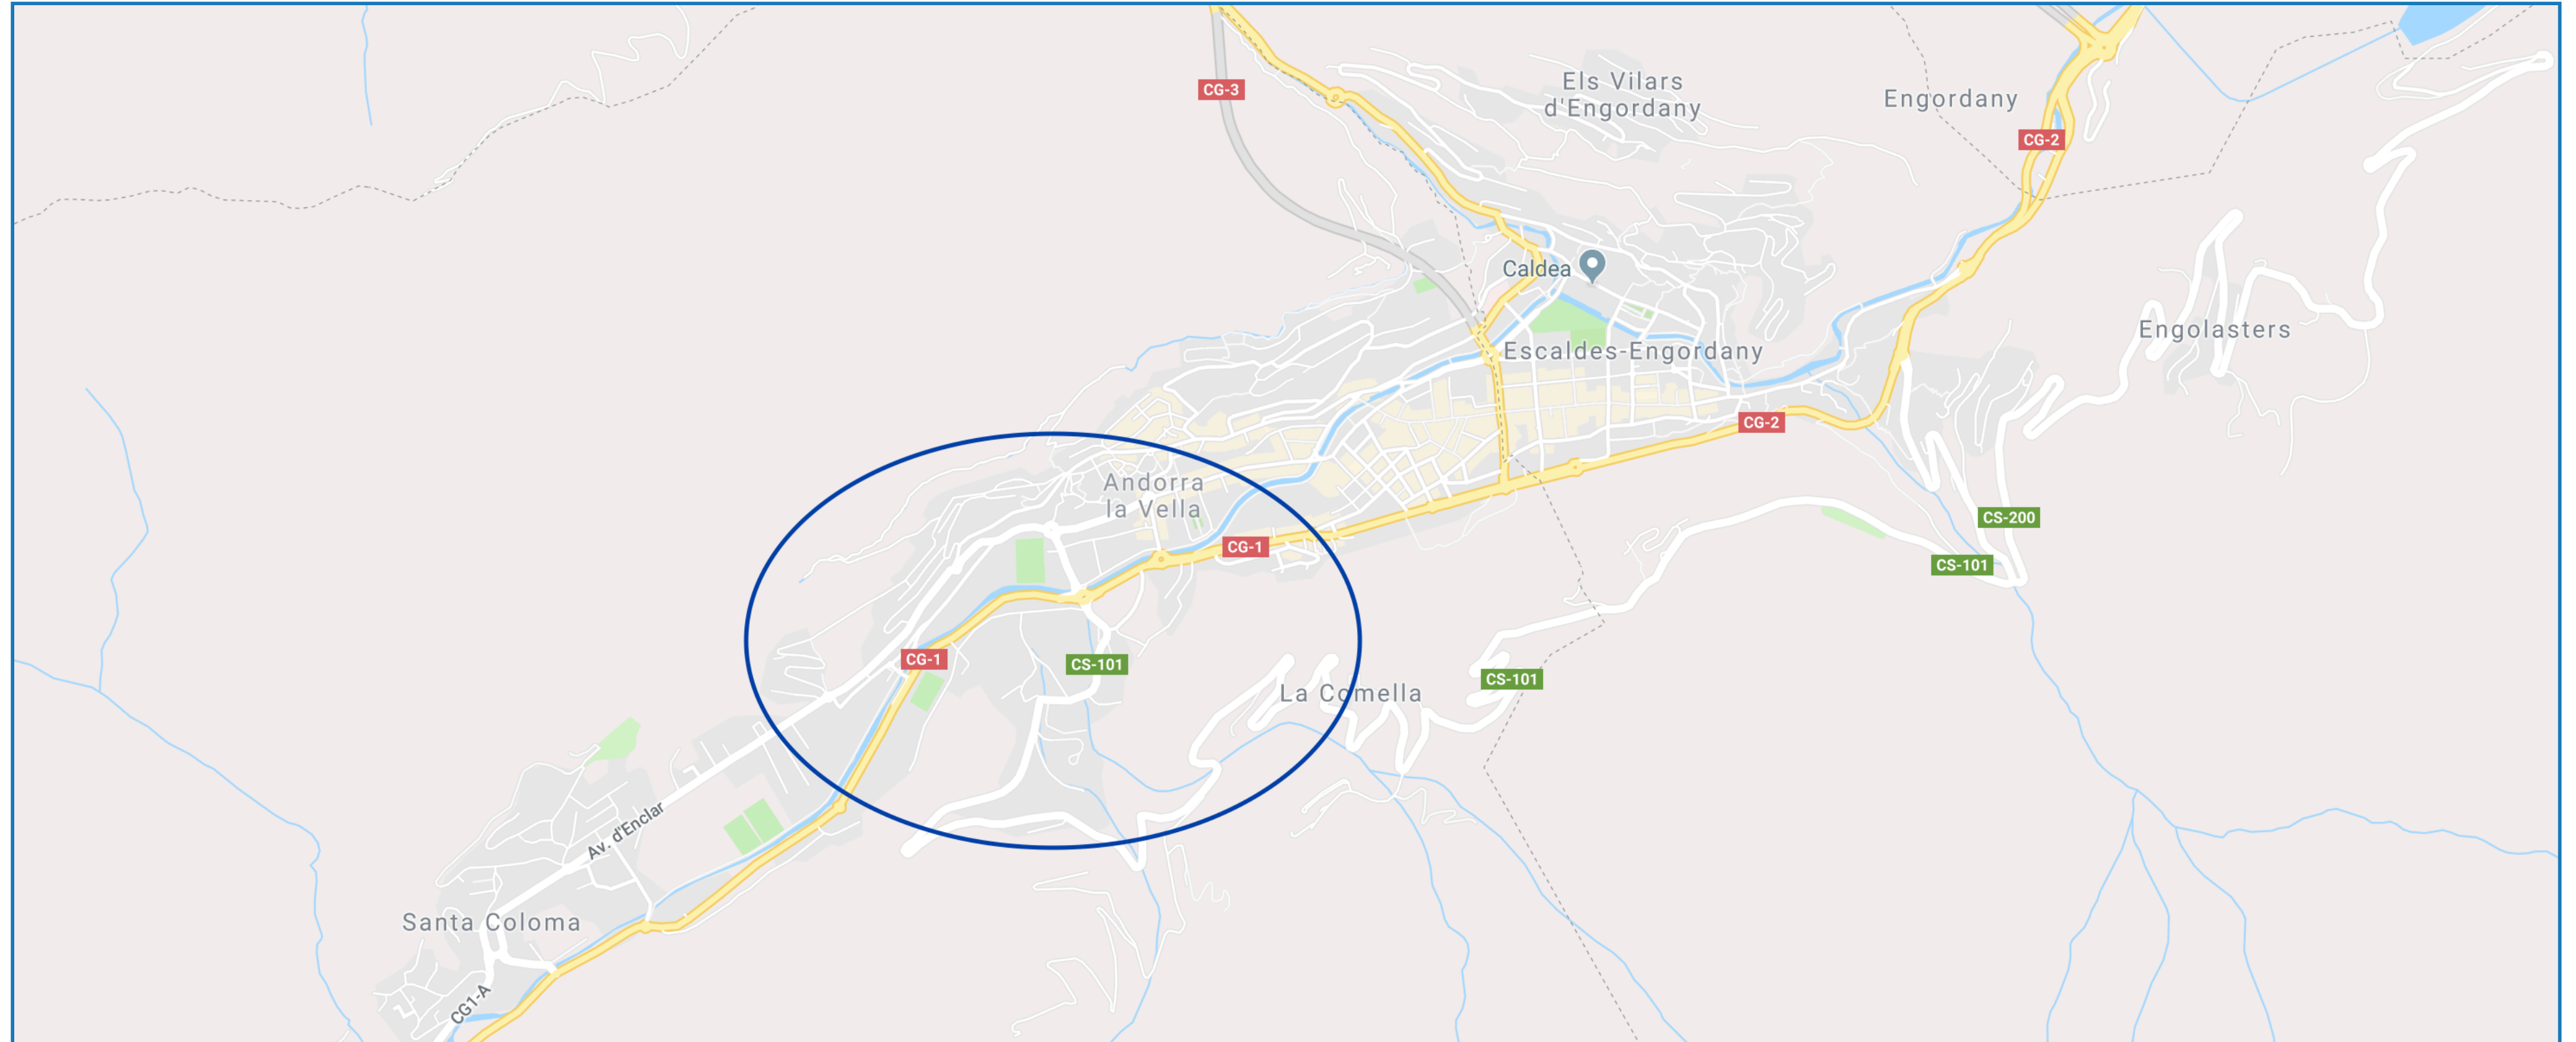 CG-3
Els Vilars
d'Engordany
Engordany
CG-2
Caldea
Engolasters
Escaldes-Engordany
CG-2
Andorra
la Vella
CS-200
CG-1
CS-101
CG-1
CS-101
CS-101
La Comella
Av. d'Enclar
Santa Coloma
CG1-A